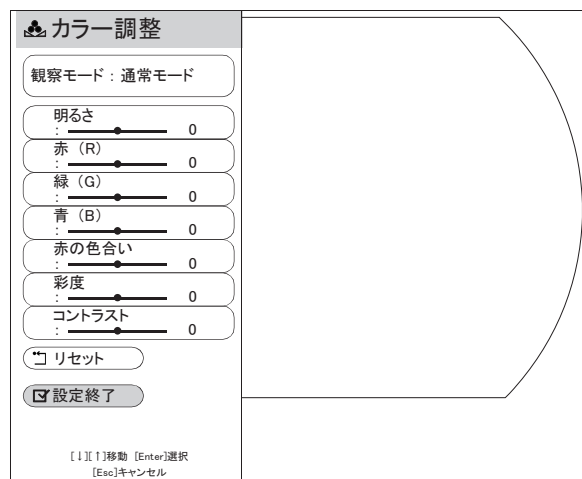 カラー調整
観察モード：通常モード
明るさ
: 0
赤（R）
: 0
緑（G）
: 0
青（B）
: 0
赤の色合い
: 0
彩度
: 0
コントラスト
: 0
リセット
設定終了
[↓][↑]移動 [Enter]選択
[Esc]キャンセル